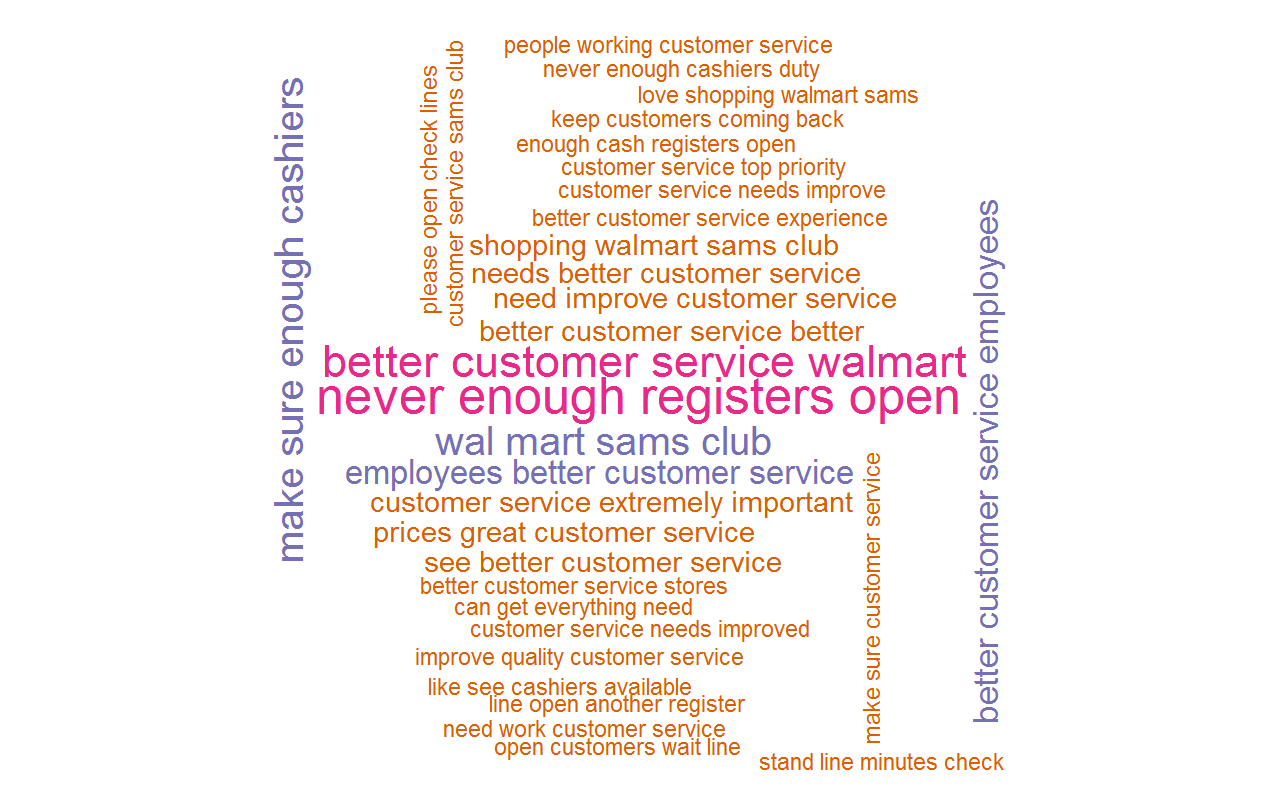 people working customer service
never enough cashiers duty
love shopping walmart sams
keep customers coming back
enough cash registers open
customer service top priority
customer service needs improve
better customer service experience
shopping walmart sams club
needs better customer service
need improve customer service
better customer service better
better customer service walmart
never enough registers open
wal mart sams club
employees better customer service
customer service extremely important
prices great customer service
see better customer service
better customer service stores
can get everything need
customer service needs improved
improve quality customer service
like see cashiers available
line open another register
need work customer service
open customers wait line
stand line minutes check
make sure enough cashiers
please open check lines
customer service sams club
make sure customer service
better customer service employees